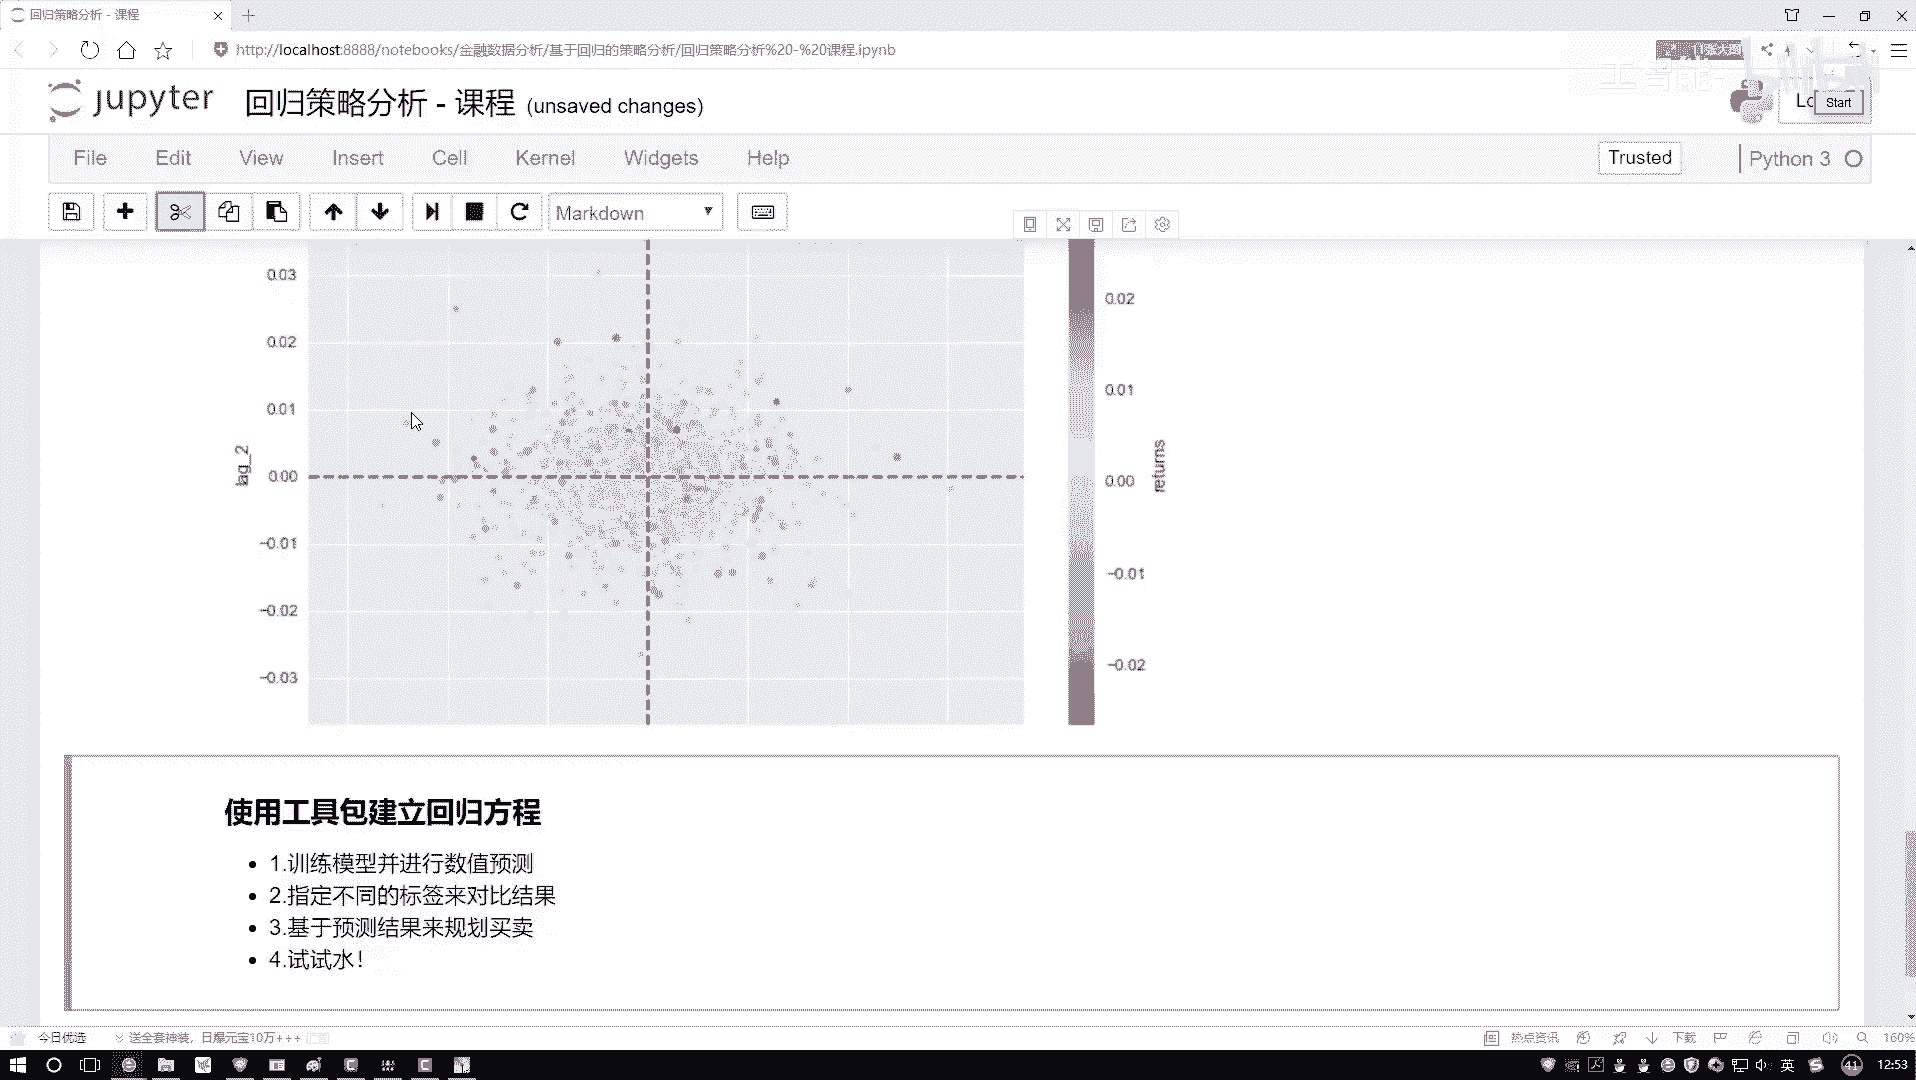 回归策略分析 - 课程
http://localhost:8888/notebooks/金融数据分析/基于回归的策略分析/回归策略分析%20-%20课程.ipynb
jupyter 回归策略分析 - 课程 (unsaved changes)
Start
File Edit View Insert Cell Kernel Widgets Help
Trusted
Python 3
Markdown
0.03
0.02
0.01
0.00
-0.01
-0.02
-0.03
lag_2
0.02
0.01
0.00
-0.01
-0.02
returns
使用工具包建立回归方程
1.训练模型并进行数值预测
2.指定不同的标签来对比结果
3.基于预测结果来规划买卖
4.试试水！
今日优选 送全套神装，日爆元宝10万+++
热点资讯 下载 160%
英 41 12:53